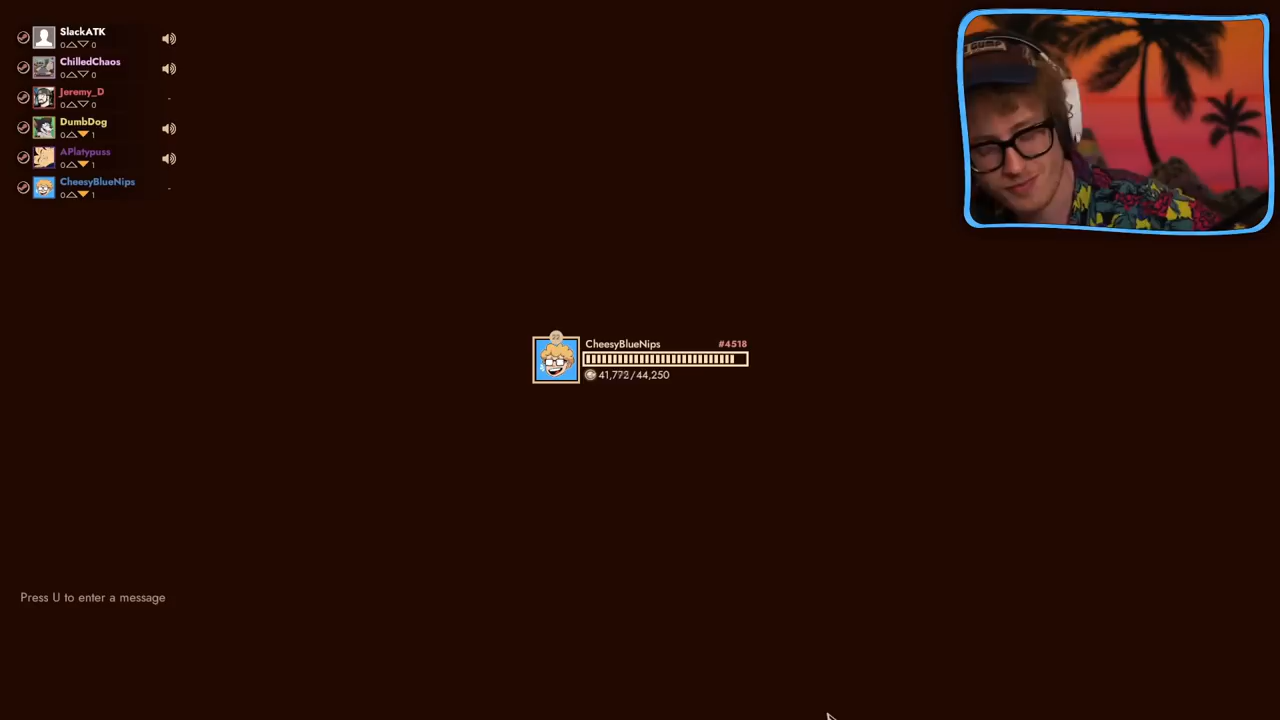 SlackATK
0 0
ChilledChaos
0 0
Jeremy_D
0 0
-
DumbDog
0 1
APlatypuss
0 1
CheesyBlueNips
0 1
-
CheesyBlueNips #4518
41,772/44,250
Press U to enter a message